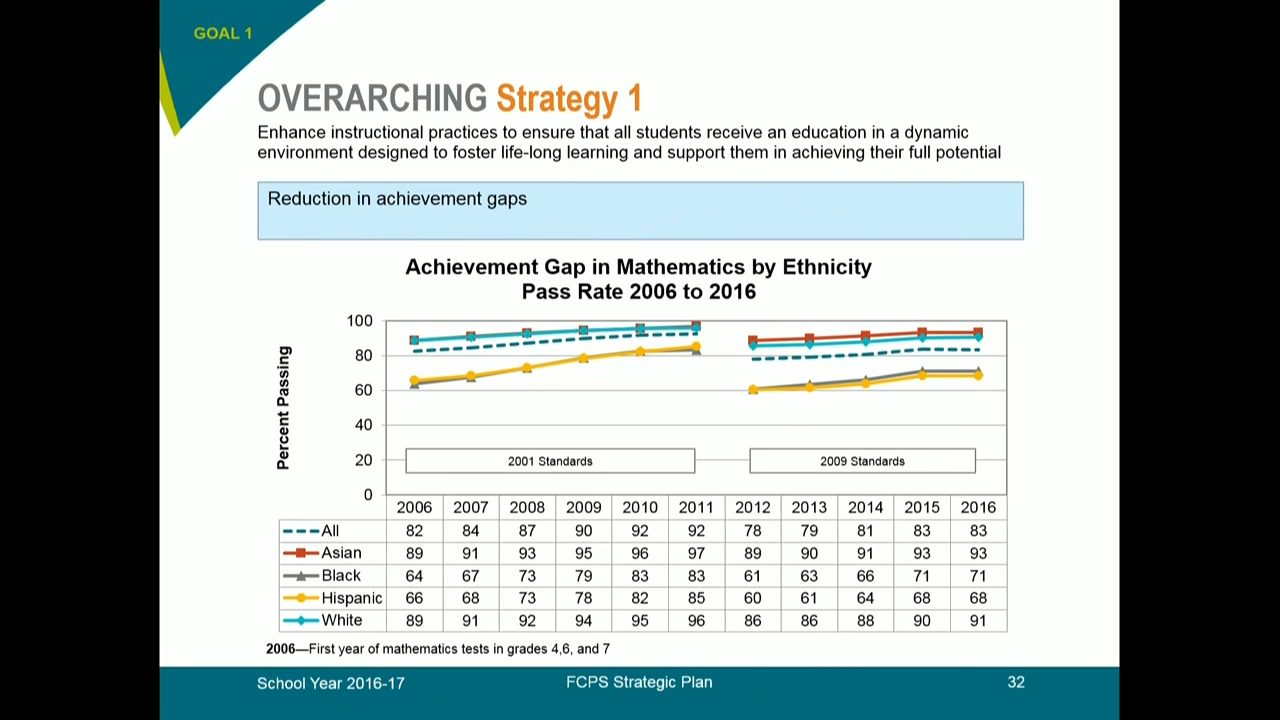 GOAL 1
OVERARCHING Strategy 1
Enhance instructional practices to ensure that all students receive an education in a dynamic
environment designed to foster life-long learning and support them in achieving their full potential
Reduction in achievement gaps
Achievement Gap in Mathematics by Ethnicity
Pass Rate 2006 to 2016
Percent Passing
100
80
60
40
20
0
2001 Standards
2009 Standards
2006 2007 2008 2009 2010 2011 2012 2013 2014 2015 2016
All 82 84 87 90 92 92 78 79 81 83 83
Asian 89 91 93 95 96 97 89 90 91 93 93
Black 64 67 73 79 83 83 61 63 66 71 71
Hispanic 66 68 73 78 82 85 60 61 64 68 68
White 89 91 92 94 95 96 86 86 88 90 91
2006—First year of mathematics tests in grades 4,6, and 7
School Year 2016-17 FCPS Strategic Plan 32